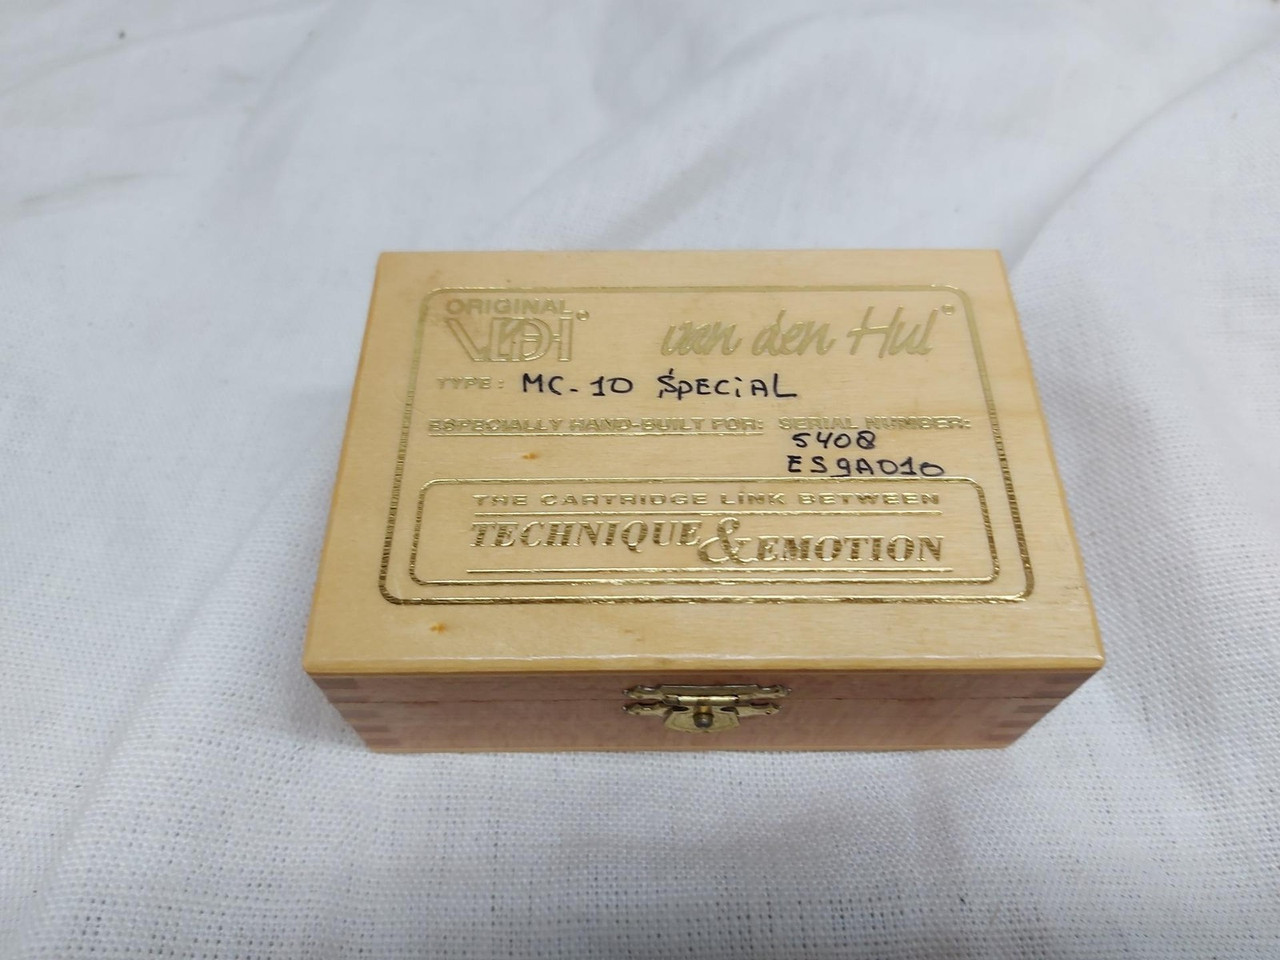 ORIGINAL
VDH® van den Hul®
TYPE: MC-10 SPECiAL
ESPECIALLY HAND-BUILT FOR: SERIAL NUMBER:
5408
ES9A010
THE CARTRIDGE LINK BETWEEN
TECHNIQUE & EMOTION